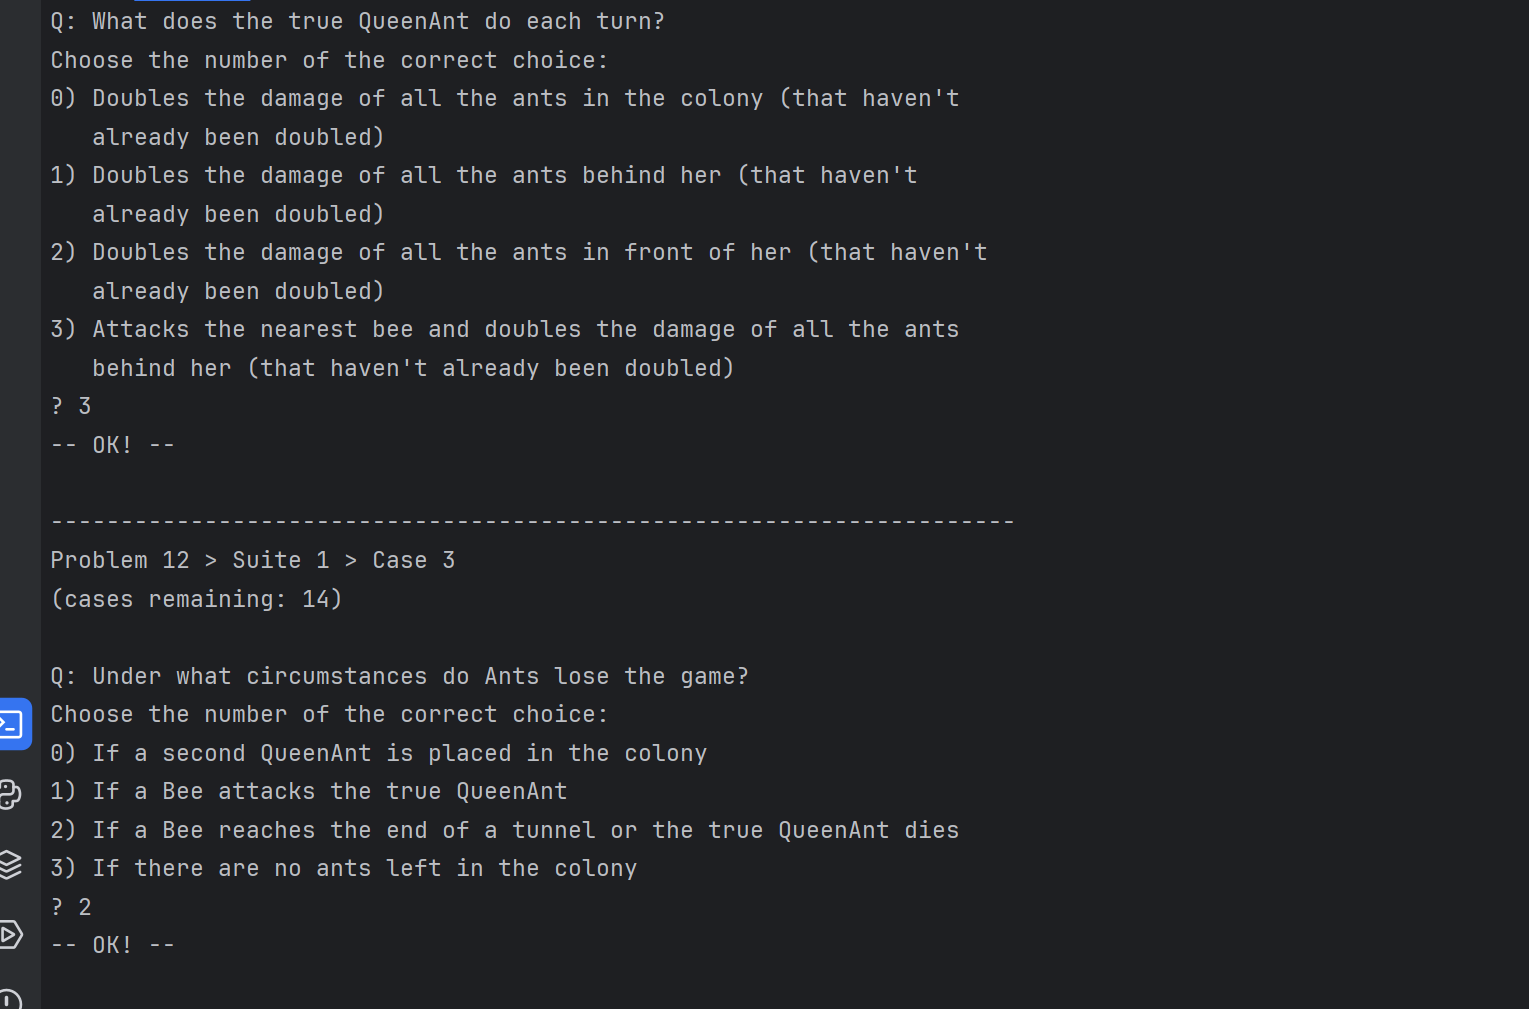 Q: What does the true QueenAnt do each turn?
Choose the number of the correct choice:
0) Doubles the damage of all the ants in the colony (that haven't
   already been doubled)
1) Doubles the damage of all the ants behind her (that haven't
   already been doubled)
2) Doubles the damage of all the ants in front of her (that haven't
   already been doubled)
3) Attacks the nearest bee and doubles the damage of all the ants
   behind her (that haven't already been doubled)
? 3
-- OK! --
---------------------------------------------------------------------
Problem 12 > Suite 1 > Case 3
(cases remaining: 14)
Q: Under what circumstances do Ants lose the game?
Choose the number of the correct choice:
0) If a second QueenAnt is placed in the colony
1) If a Bee attacks the true QueenAnt
2) If a Bee reaches the end of a tunnel or the true QueenAnt dies
3) If there are no ants left in the colony
? 2
-- OK! --